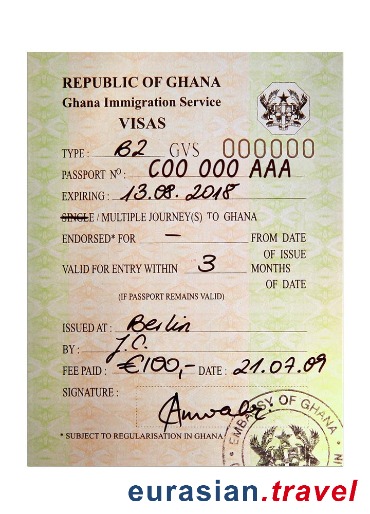 REPUBLIC OF GHANA
Ghana Immigration Service
VISAS
TYPE: B2 GVS 000000
PASSPORT Nº: C00 000 AAA
EXPIRING: 13.08.2018
SINGLE / MULTIPLE JOURNEY(S) TO GHANA
ENDORSED* FOR — FROM DATE
OF ISSUE
VALID FOR ENTRY WITHIN 3 MONTHS
OF DATE
(IF PASSPORT REMAINS VALID)
ISSUED AT: Berlin
BY: J.C.
FEE PAID: €100,- DATE: 21.07.09
SIGNATURE:
* SUBJECT TO REGULARISATION IN GHANA
EMBASSY OF GHANA
eurasian.travel